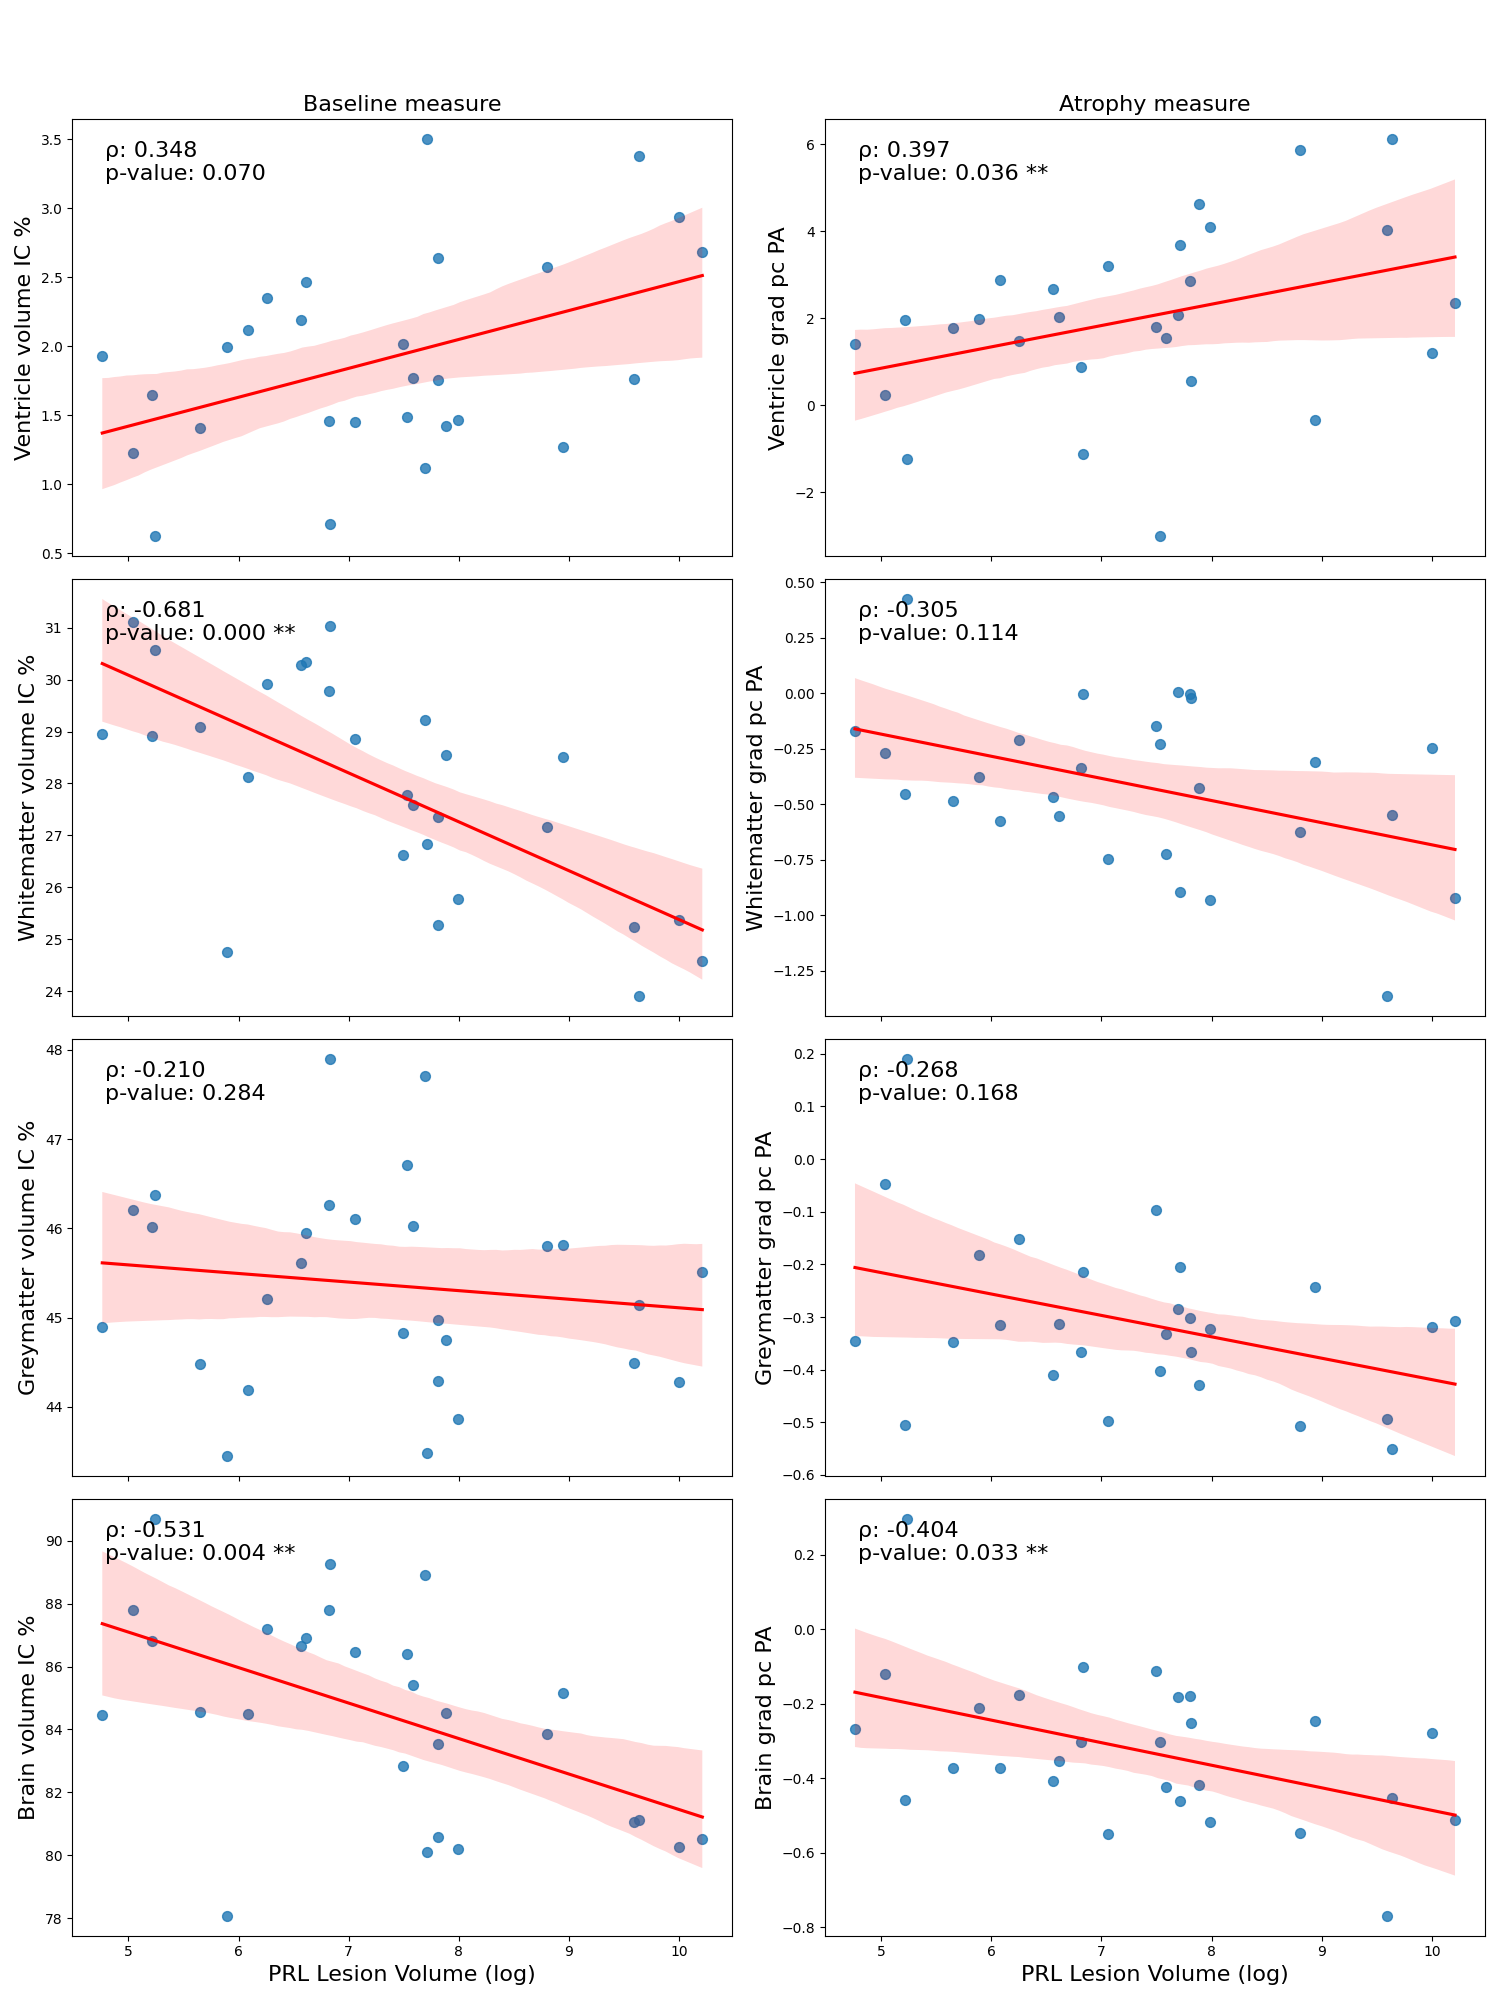 Baseline measure
Atrophy measure
ρ: 0.348
p-value: 0.070
Ventricle volume IC %
3.5
3.0
2.5
2.0
1.5
1.0
0.5
ρ: 0.397
p-value: 0.036 **
Ventricle grad pc PA
6
4
2
0
−2
ρ: -0.681
p-value: 0.000 **
Whitematter volume IC %
31
30
29
28
27
26
25
24
ρ: -0.305
p-value: 0.114
Whitematter grad pc PA
0.50
0.25
0.00
−0.25
−0.50
−0.75
−1.00
−1.25
ρ: -0.210
p-value: 0.284
Greymatter volume IC %
48
47
46
45
44
ρ: -0.268
p-value: 0.168
Greymatter grad pc PA
0.2
0.1
0.0
−0.1
−0.2
−0.3
−0.4
−0.5
−0.6
ρ: -0.531
p-value: 0.004 **
Brain volume IC %
90
88
86
84
82
80
78
5 6 7 8 9 10
PRL Lesion Volume (log)
ρ: -0.404
p-value: 0.033 **
Brain grad pc PA
0.2
0.0
−0.2
−0.4
−0.6
−0.8
5 6 7 8 9 10
PRL Lesion Volume (log)